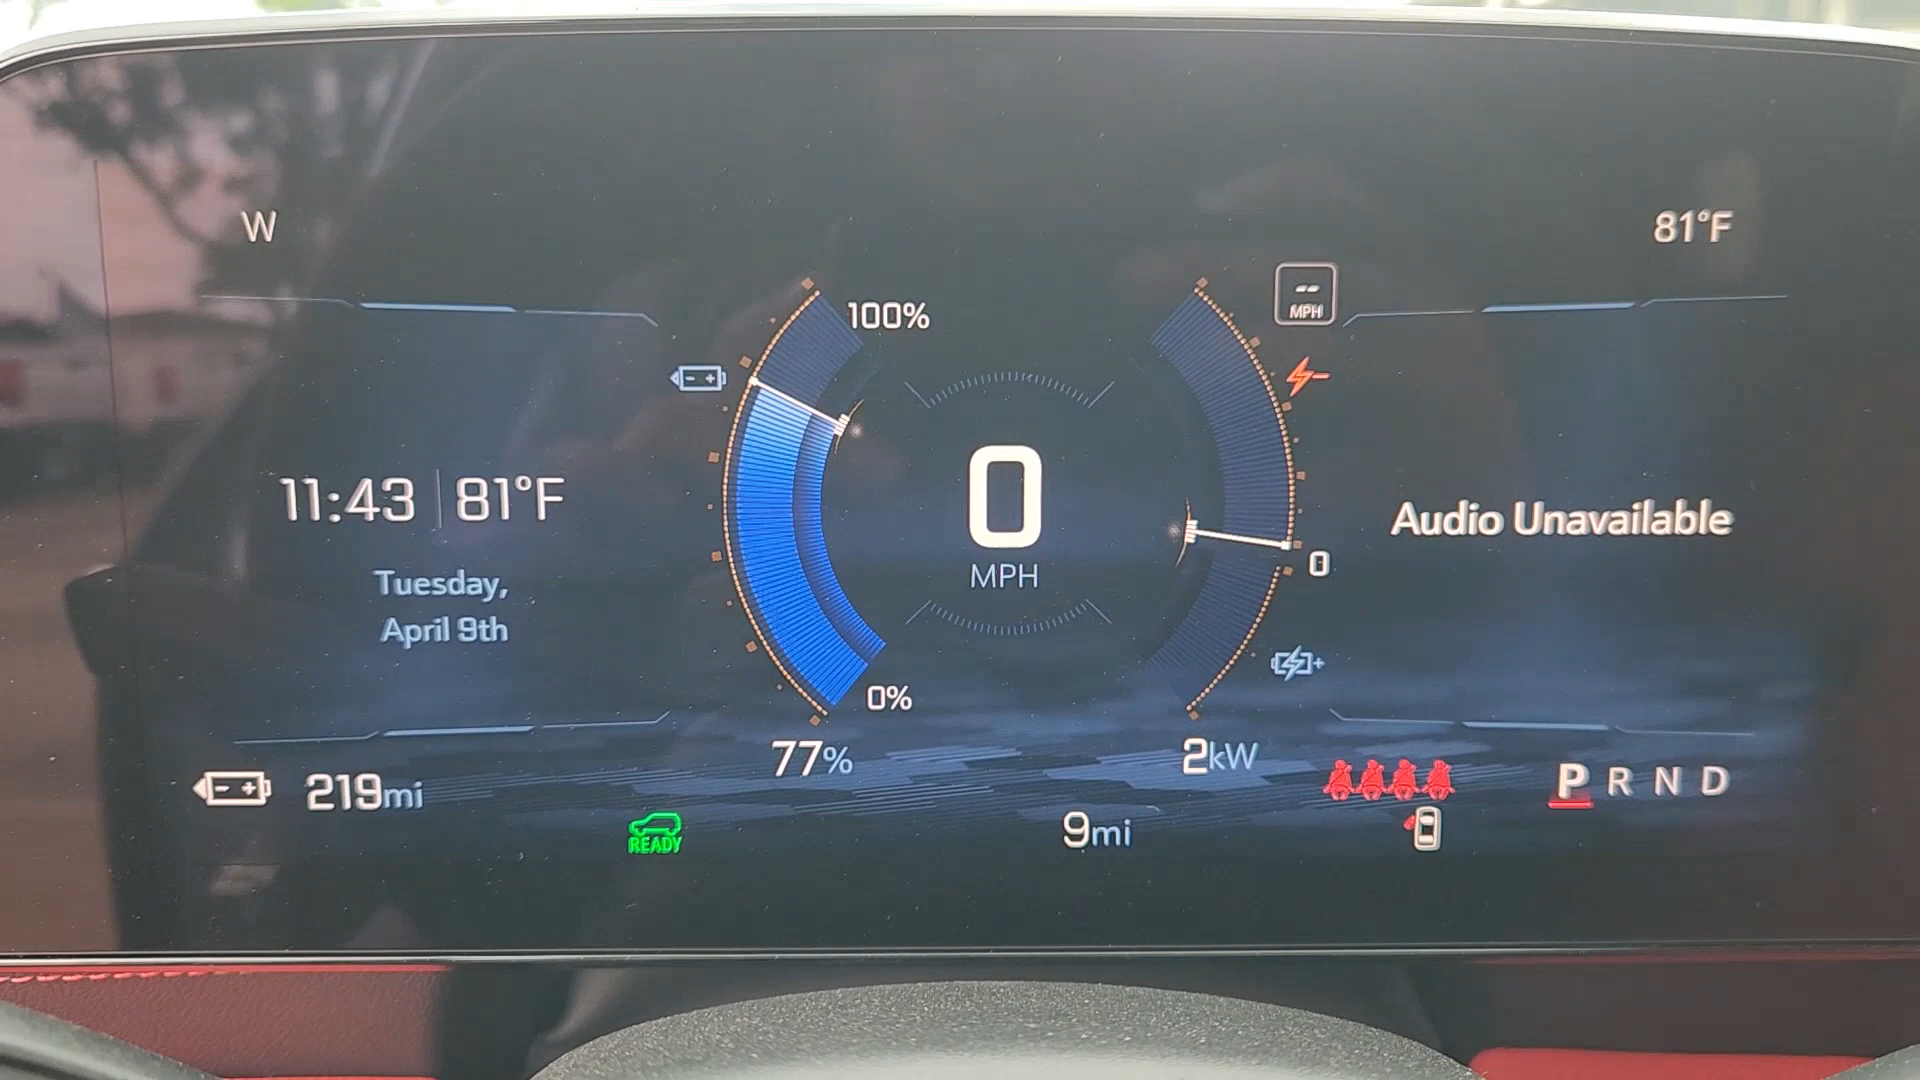 W
81°F
--
MPH
100%
11:43 81°F
Tuesday,
April 9th
0
MPH
Audio Unavailable
0
0%
77%
2kW
219mi
READY
9mi
P R N D